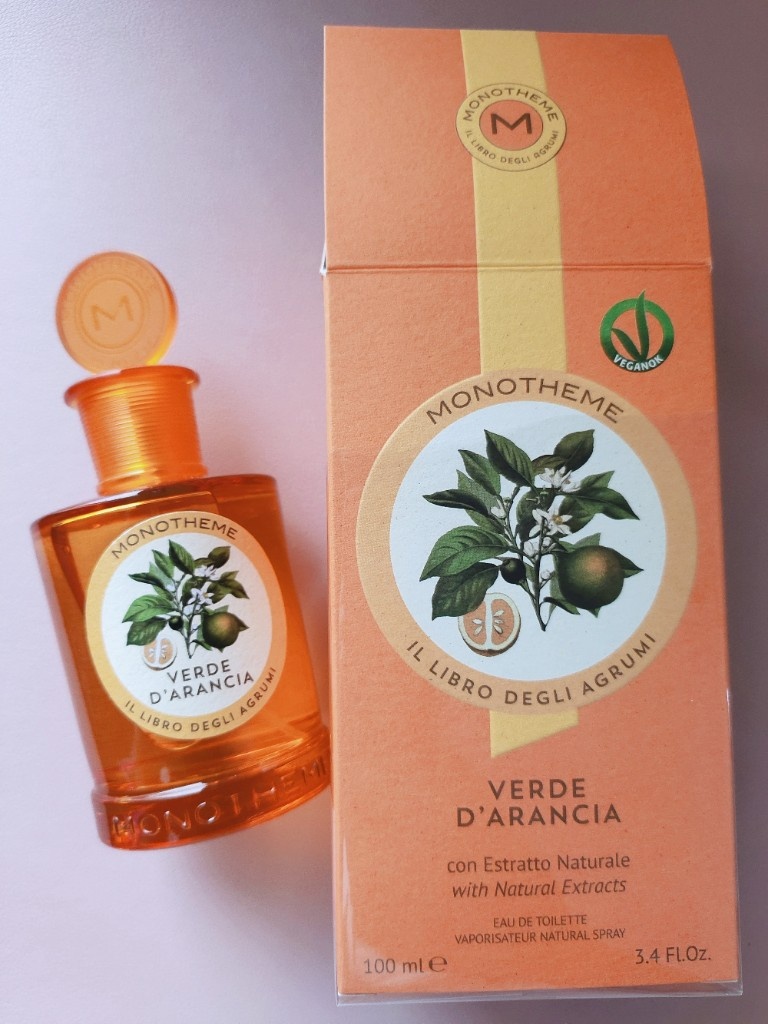 MONOTHEME
M
IL LIBRO DEGLI AGRUMI
VEGANOK
MONOTHEME
IL LIBRO DEGLI AGRUMI
VERDE
D'ARANCIA
con Estratto Naturale
with Natural Extracts
EAU DE TOILETTE
VAPORISATEUR NATURAL SPRAY
100 ml e
3.4 Fl.Oz.
M
MONOTHEME
VERDE
D'ARANCIA
IL LIBRO DEGLI AGRUMI
MONOTHEME